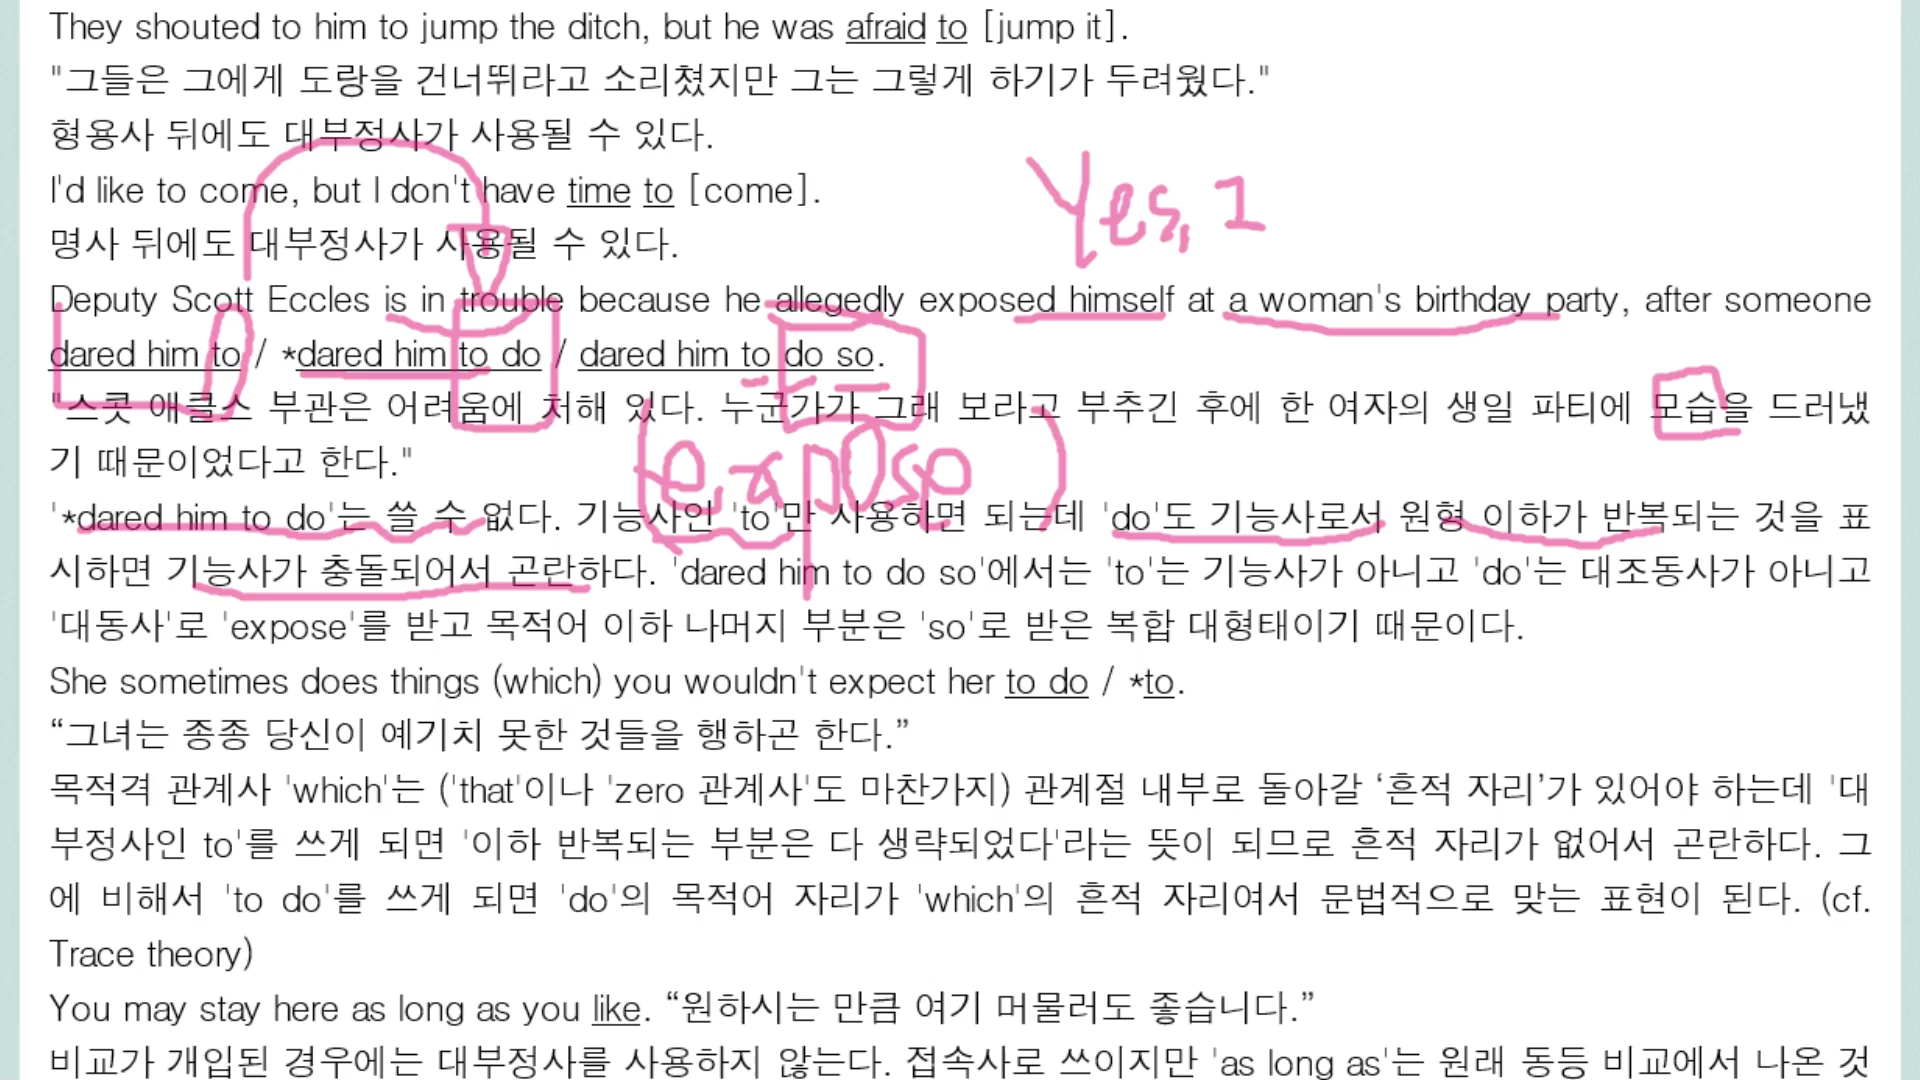 They shouted to him to jump the ditch, but he was afraid to [jump it].
"그들은 그에게 도랑을 건너뛰라고 소리쳤지만 그는 그렇게 하기가 두려웠다."
형용사 뒤에도 대부정사가 사용될 수 있다.
I'd like to come, but I don't have time to [come].
Yes, I
명사 뒤에도 대부정사가 사용될 수 있다.
Deputy Scott Eccles is in trouble because he allegedly exposed himself at a woman's birthday party, after someone
dared him to / *dared him to do / dared him to do so.
"스콧 애클스 부관은 어려움에 처해 있다. 누군가가 그래 보라고 부추긴 후에 한 여자의 생일 파티에 모습을 드러냈
기 때문이었다고 한다."
(expose)
'*dared him to do'는 쓸 수 없다. 기능사인 'to'만 사용하면 되는데 'do'도 기능사로서 원형 이하가 반복되는 것을 표
시하면 기능사가 충돌되어서 곤란하다. 'dared him to do so'에서는 'to'는 기능사가 아니고 'do'는 대조동사가 아니고
'대동사'로 'expose'를 받고 목적어 이하 나머지 부분은 'so'로 받은 복합 대형태이기 때문이다.
She sometimes does things (which) you wouldn't expect her to do / *to.
“그녀는 종종 당신이 예기치 못한 것들을 행하곤 한다.”
목적격 관계사 'which'는 ('that'이나 'zero 관계사'도 마찬가지) 관계절 내부로 돌아갈 ‘흔적 자리’가 있어야 하는데 '대
부정사인 to'를 쓰게 되면 '이하 반복되는 부분은 다 생략되었다'라는 뜻이 되므로 흔적 자리가 없어서 곤란하다. 그
에 비해서 'to do'를 쓰게 되면 'do'의 목적어 자리가 'which'의 흔적 자리여서 문법적으로 맞는 표현이 된다. (cf.
Trace theory)
You may stay here as long as you like. “원하시는 만큼 여기 머물러도 좋습니다.”
비교가 개입된 경우에는 대부정사를 사용하지 않는다. 접속사로 쓰이지만 'as long as'는 원래 동등 비교에서 나온 것